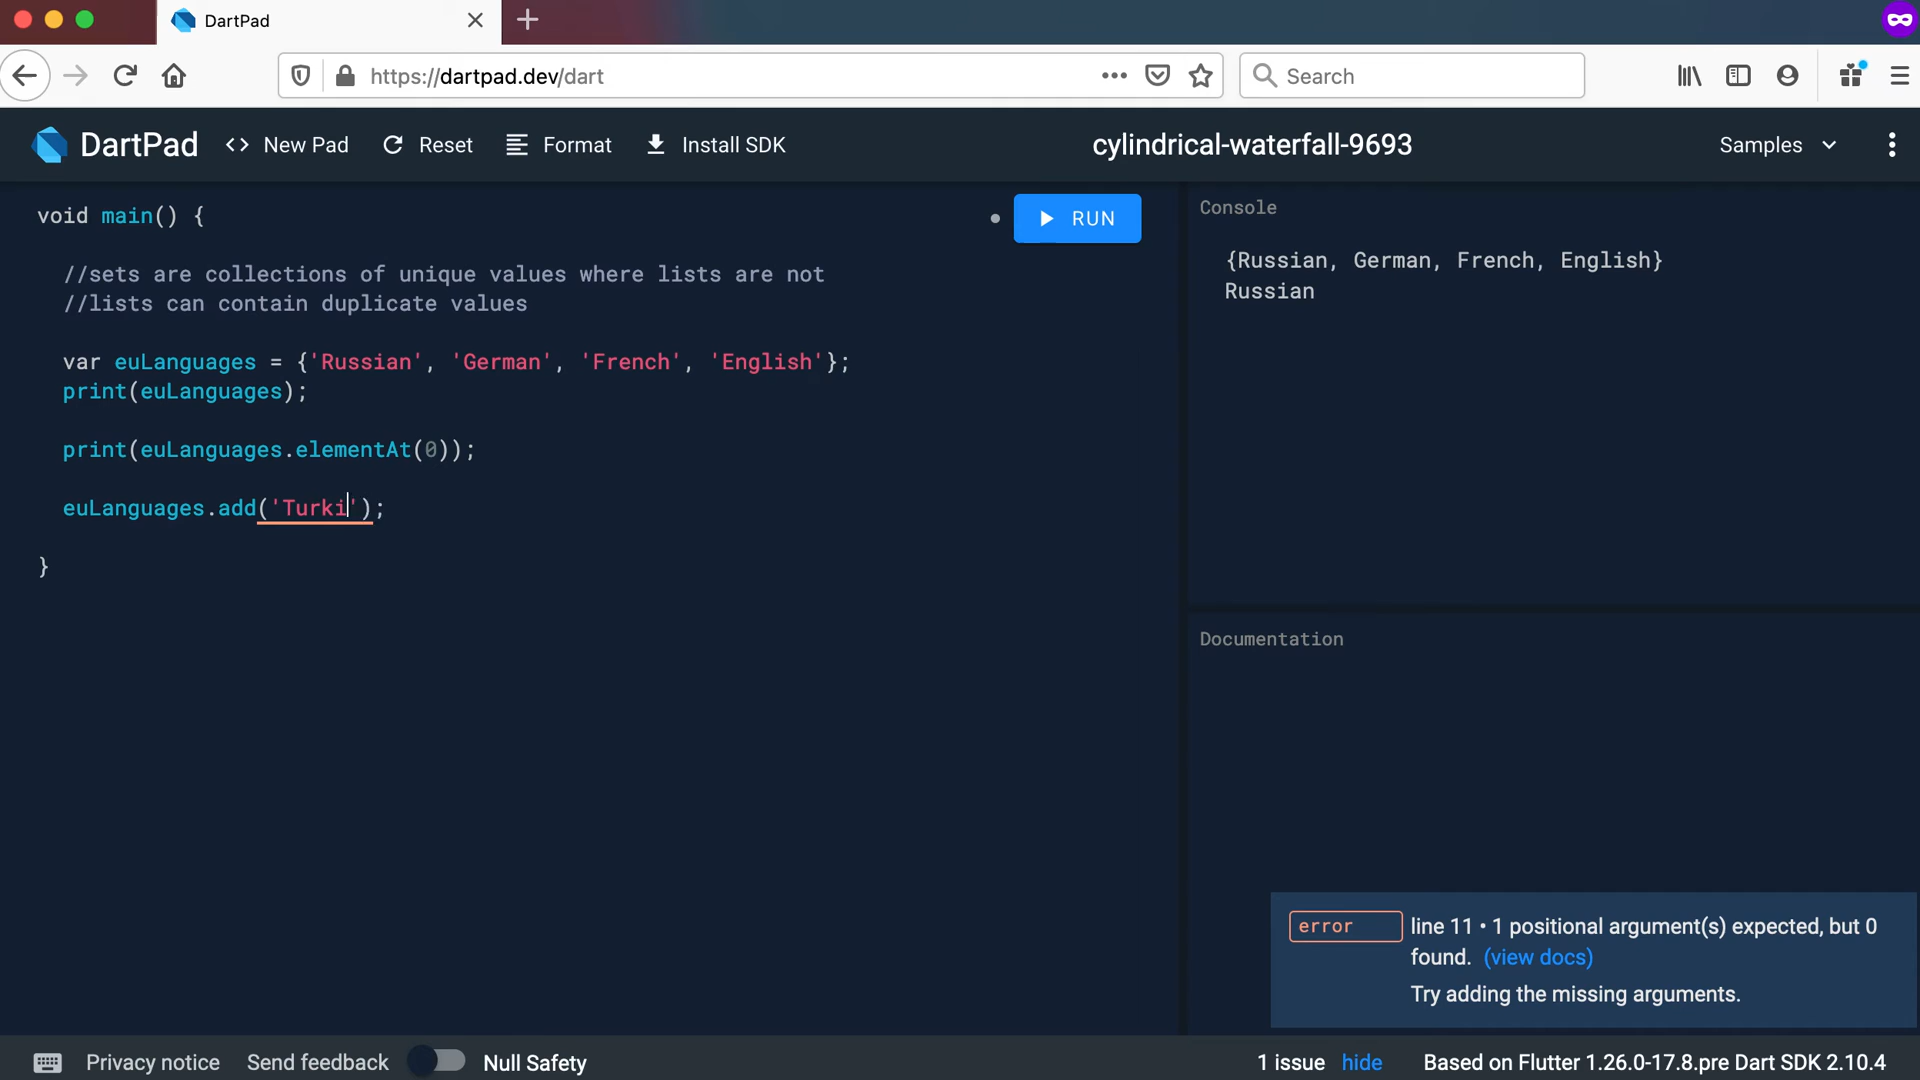 DartPad
https://dartpad.dev/dart
Search
DartPad
<> New Pad
Reset
Format
Install SDK
cylindrical-waterfall-9693
Samples
void main() {
//sets are collections of unique values where lists are not
//lists can contain duplicate values
var euLanguages = {'Russian', 'German', 'French', 'English'};
print(euLanguages);
print(euLanguages.elementAt(0));
euLanguages.add('Turki');
}
RUN
Console
{Russian, German, French, English}
Russian
Documentation
error
line 11 • 1 positional argument(s) expected, but 0
found. (view docs)
Try adding the missing arguments.
Privacy notice
Send feedback
Null Safety
1 issue hide
Based on Flutter 1.26.0-17.8.pre Dart SDK 2.10.4